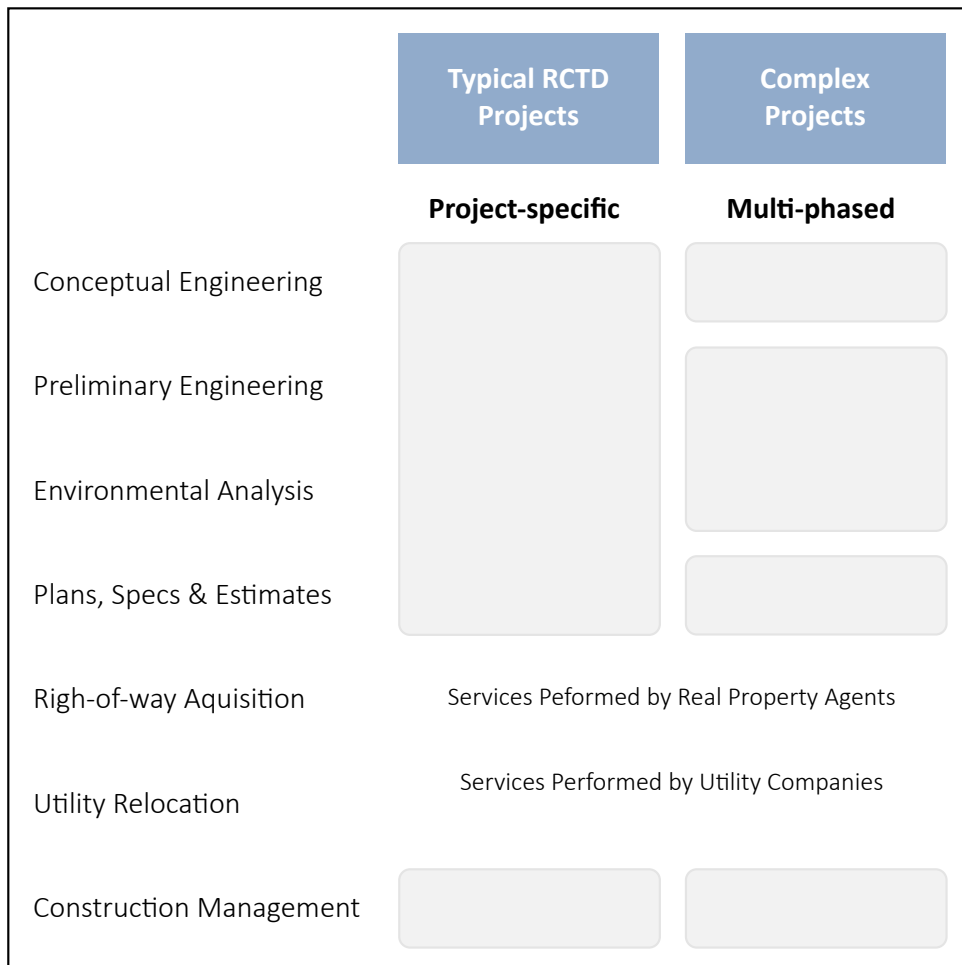 Typical RCTD
Projects
Complex
Projects
Project-specific
Multi-phased
Conceptual Engineering
Preliminary Engineering
Environmental Analysis
Plans, Specs & Estimates
Righ-of-way Aquisition
Services Peformed by Real Property Agents
Services Performed by Utility Companies
Utility Relocation
Construction Management